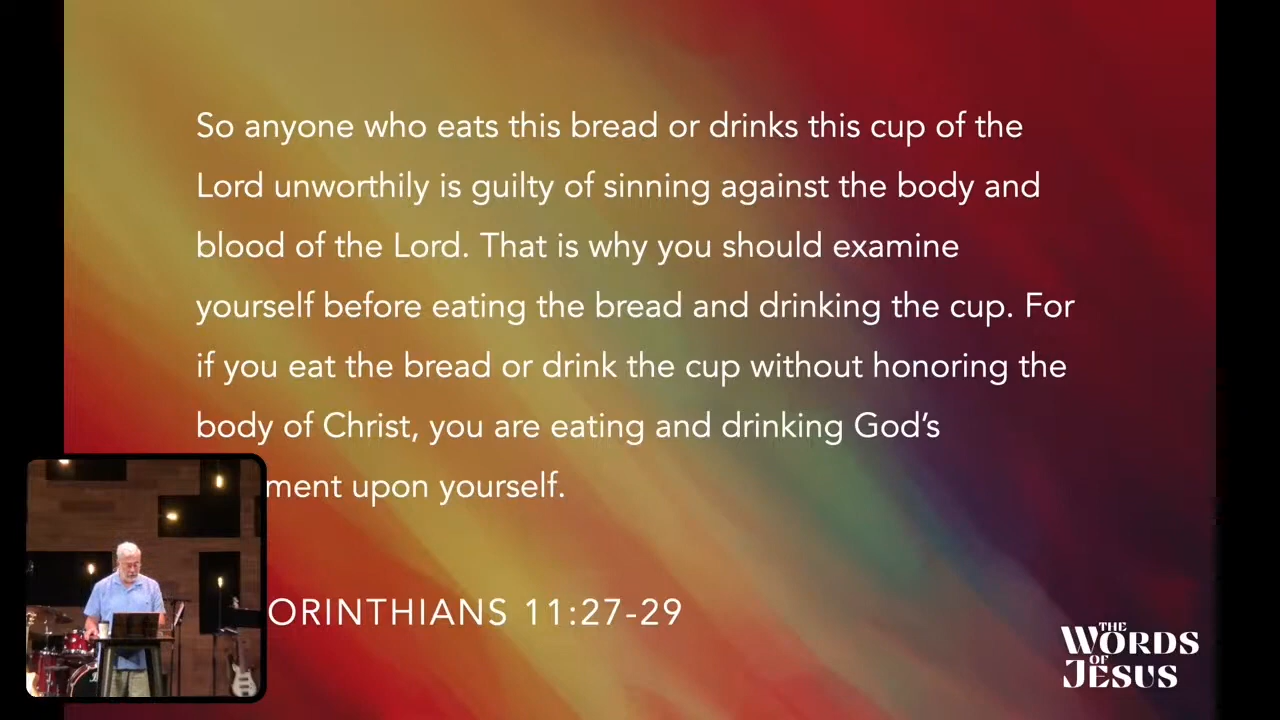 So anyone who eats this bread or drinks this cup of the
Lord unworthily is guilty of sinning against the body and
blood of the Lord. That is why you should examine
yourself before eating the bread and drinking the cup. For
if you eat the bread or drink the cup without honoring the
body of Christ, you are eating and drinking God’s
ment upon yourself.
ORINTHIANS 11:27-29
THE
WORDS
OF
JESUS